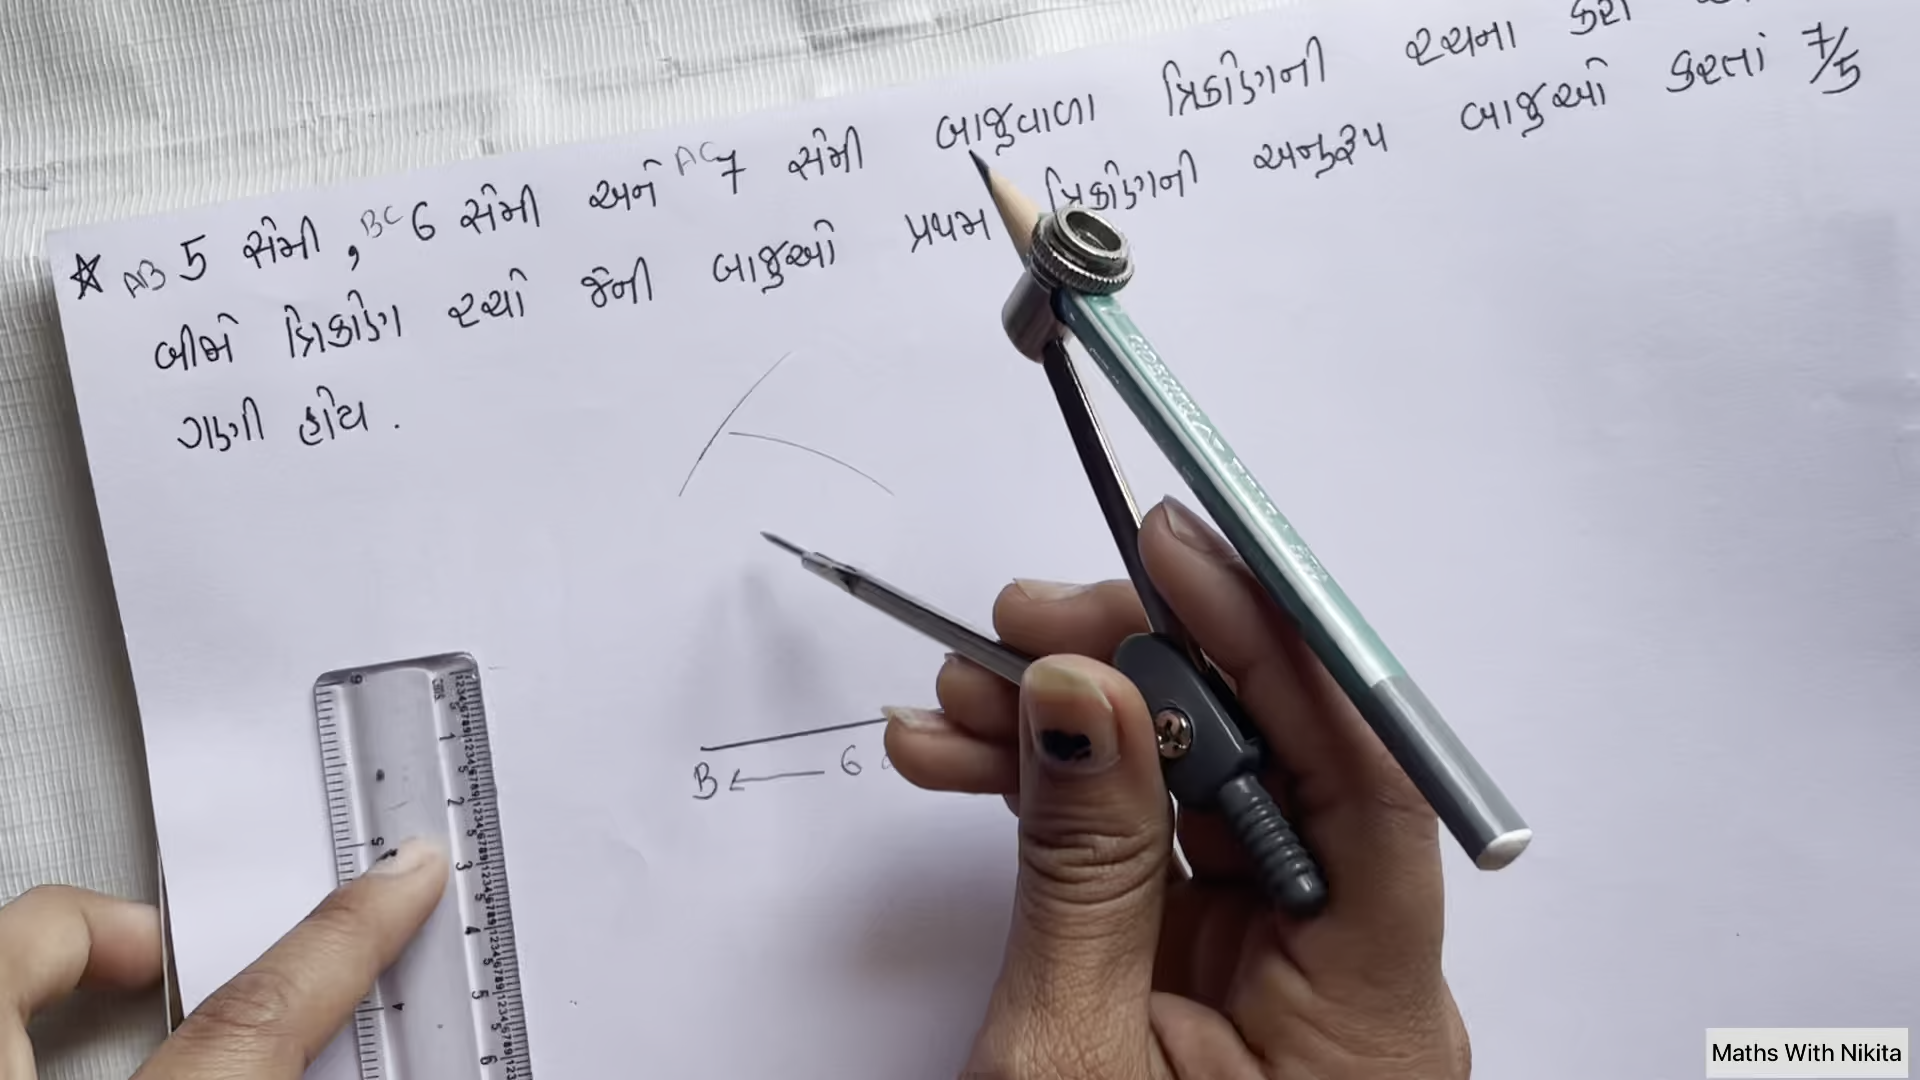 ☆ AB 5 સેમી , BC 6 સેમી અને AC 7 સેમી બાજુવાળા ત્રિકોણની રચના કરો
બીજો ત્રિકોણ રચો જેની બાજુઓ પ્રથમ ત્રિકોણની અનુરૂપ બાજુઓ કરતાં 7/5
ગણી હોય .
B ← 6
Maths With Nikita